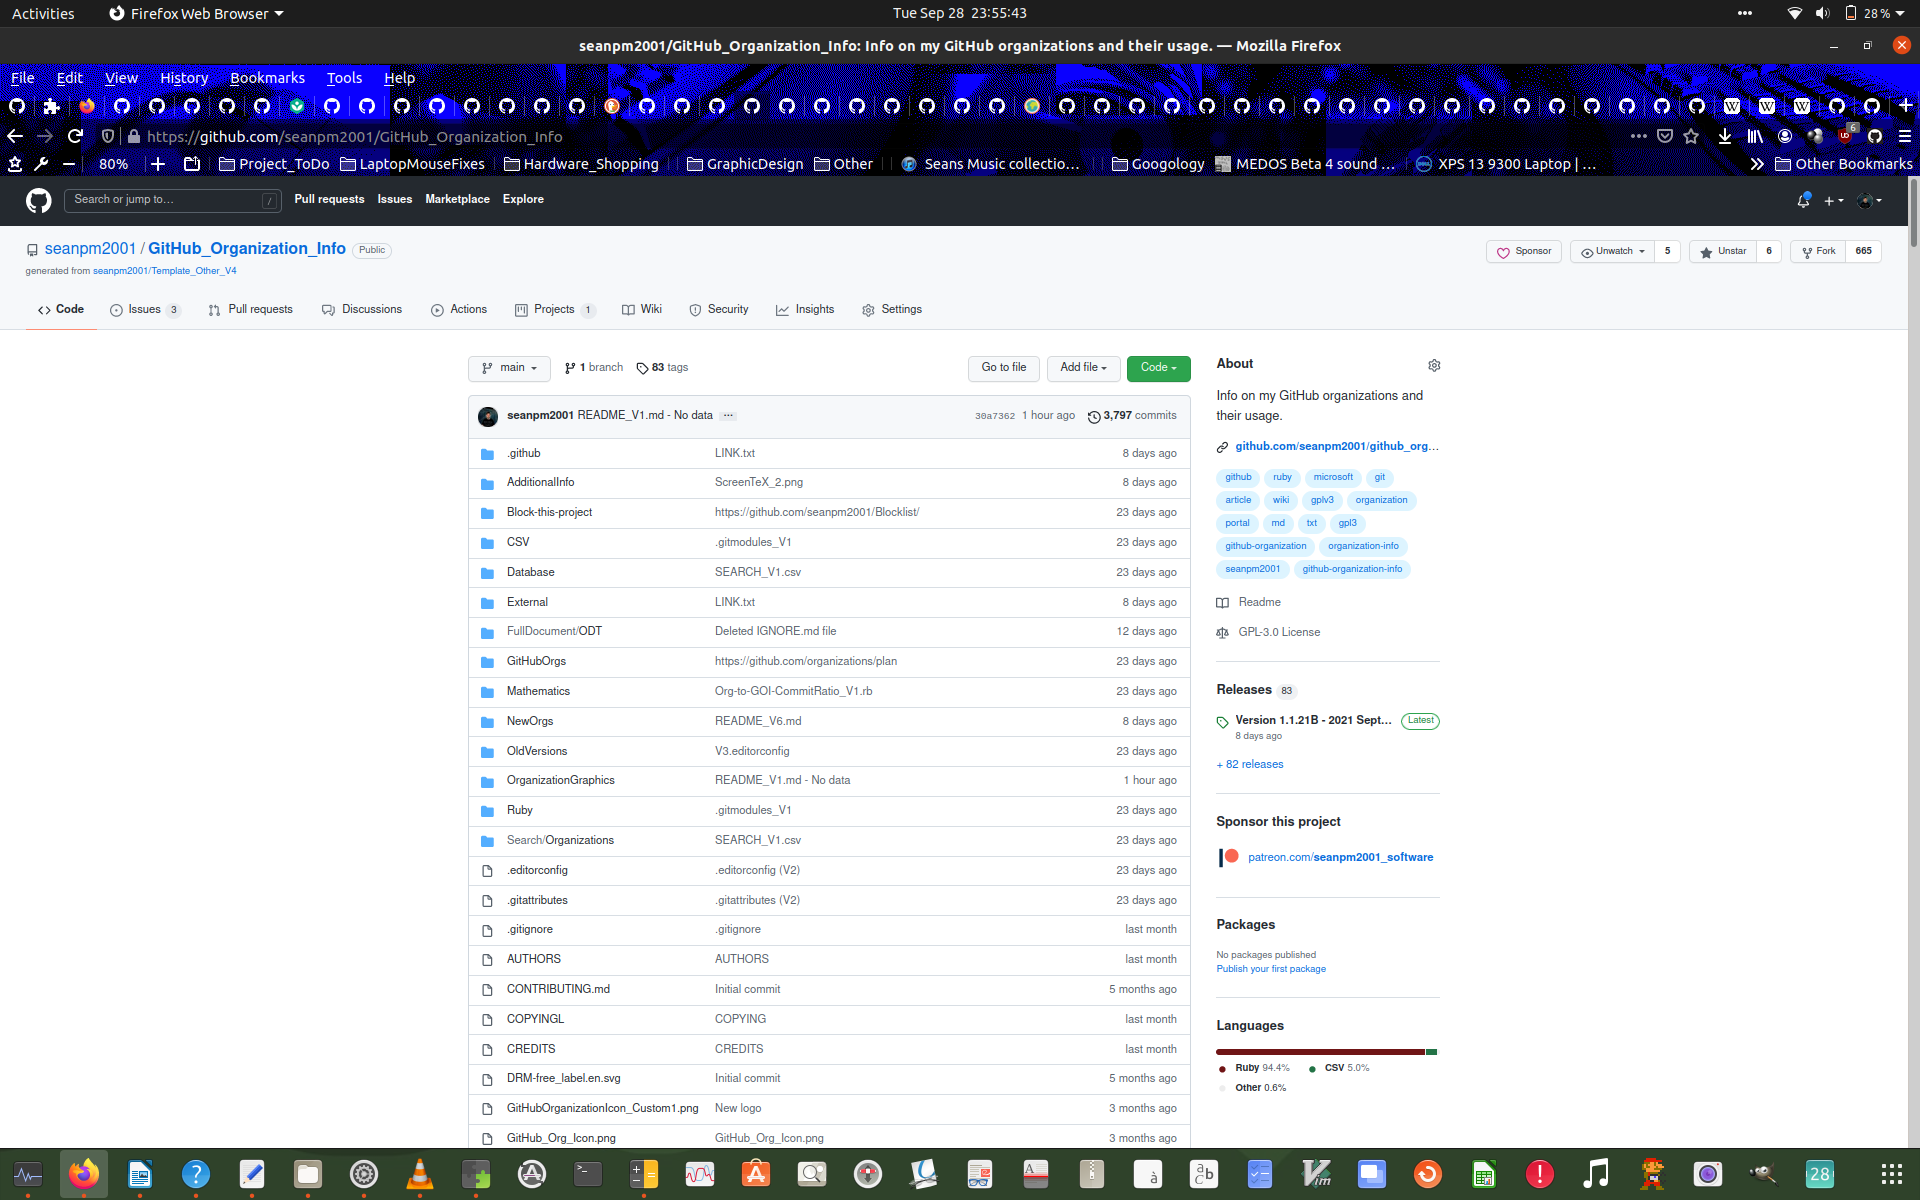 Activities Firefox Web Browser Tue Sep 28 23:55:43 28%
seanpm2001/GitHub_Organization_Info: Info on my GitHub organizations and their usage. — Mozilla Firefox
File Edit View History Bookmarks Tools Help
https://github.com/seanpm2001/GitHub_Organization_Info 6
80% Project_ToDo LaptopMouseFixes Hardware_Shopping GraphicDesign Other Seans Music collectio… Googology MEDOS Beta 4 sound … XPS 13 9300 Laptop | … Other Bookmarks
Search or jump to… / Pull requests Issues Marketplace Explore
seanpm2001 / GitHub_Organization_Info Public Sponsor Unwatch 5 Unstar 6 Fork 665
generated from seanpm2001/Template_Other_V4
Code Issues 3 Pull requests Discussions Actions Projects 1 Wiki Security Insights Settings
main 1 branch 83 tags Go to file Add file Code
seanpm2001 README_V1.md - No data 30a7362 1 hour ago 3,797 commits
.github LINK.txt 8 days ago
AdditionalInfo ScreenTeX_2.png 8 days ago
Block-this-project https://github.com/seanpm2001/Blocklist/ 23 days ago
CSV .gitmodules_V1 23 days ago
Database SEARCH_V1.csv 23 days ago
External LINK.txt 8 days ago
FullDocument/ODT Deleted IGNORE.md file 12 days ago
GitHubOrgs https://github.com/organizations/plan 23 days ago
Mathematics Org-to-GOI-CommitRatio_V1.rb 23 days ago
NewOrgs README_V6.md 8 days ago
OldVersions V3.editorconfig 23 days ago
OrganizationGraphics README_V1.md - No data 1 hour ago
Ruby .gitmodules_V1 23 days ago
Search/Organizations SEARCH_V1.csv 23 days ago
.editorconfig .editorconfig (V2) 23 days ago
.gitattributes .gitattributes (V2) 23 days ago
.gitignore .gitignore last month
AUTHORS AUTHORS last month
CONTRIBUTING.md Initial commit 5 months ago
COPYINGL COPYING last month
CREDITS CREDITS last month
DRM-free_label.en.svg Initial commit 5 months ago
GitHubOrganizationIcon_Custom1.png New logo 3 months ago
GitHub_Org_Icon.png GitHub_Org_Icon.png 3 months ago
About
Info on my GitHub organizations and
their usage.
github.com/seanpm2001/github_org…
github ruby microsoft git
article wiki gplv3 organization
portal md txt gpl3
github-organization organization-info
seanpm2001 github-organization-info
Readme
GPL-3.0 License
Releases 83
Version 1.1.21B - 2021 Sept… Latest
8 days ago
+ 82 releases
Sponsor this project
patreon.com/seanpm2001_software
Packages
No packages published
Publish your first package
Languages
Ruby 94.4% CSV 5.0%
Other 0.6%
28